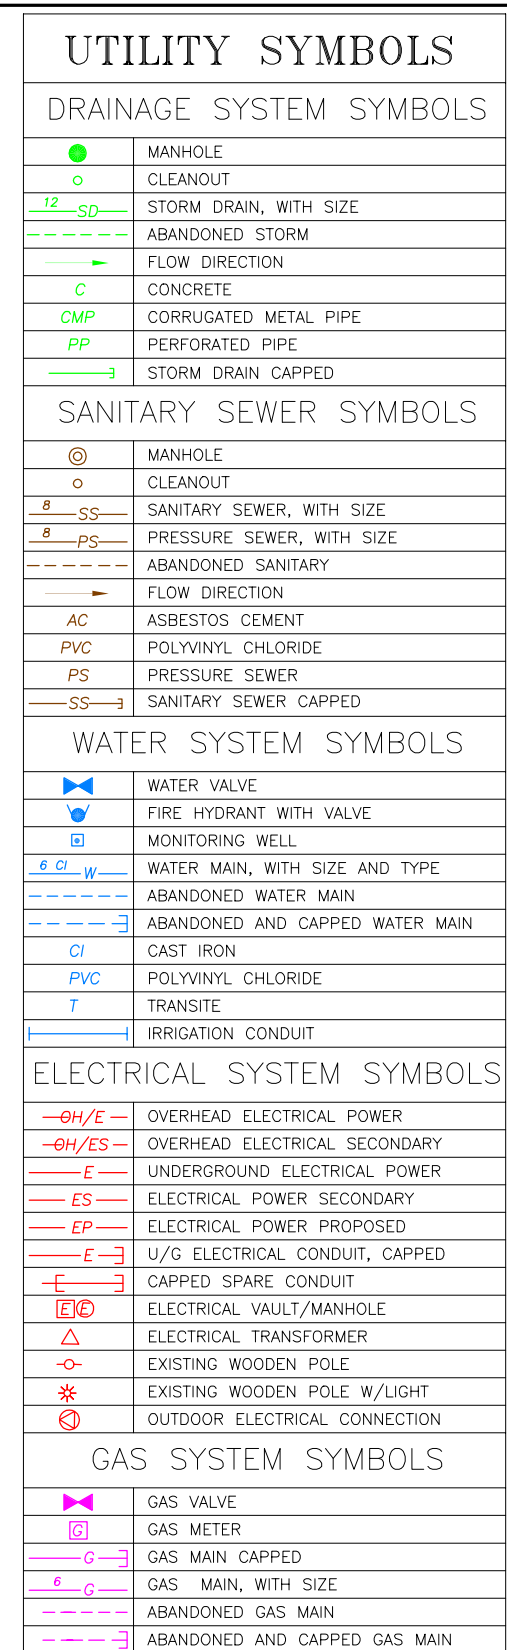 UTILITY SYMBOLS
DRAINAGE SYSTEM SYMBOLS
MANHOLE
CLEANOUT
12 SD STORM DRAIN, WITH SIZE
ABANDONED STORM
FLOW DIRECTION
C CONCRETE
CMP CORRUGATED METAL PIPE
PP PERFORATED PIPE
STORM DRAIN CAPPED
SANITARY SEWER SYMBOLS
MANHOLE
CLEANOUT
8 SS SANITARY SEWER, WITH SIZE
8 PS PRESSURE SEWER, WITH SIZE
ABANDONED SANITARY
FLOW DIRECTION
AC ASBESTOS CEMENT
PVC POLYVINYL CHLORIDE
PS PRESSURE SEWER
SS SANITARY SEWER CAPPED
WATER SYSTEM SYMBOLS
WATER VALVE
FIRE HYDRANT WITH VALVE
MONITORING WELL
6 CI W WATER MAIN, WITH SIZE AND TYPE
ABANDONED WATER MAIN
ABANDONED AND CAPPED WATER MAIN
CI CAST IRON
PVC POLYVINYL CHLORIDE
T TRANSITE
IRRIGATION CONDUIT
ELECTRICAL SYSTEM SYMBOLS
OH/E OVERHEAD ELECTRICAL POWER
OH/ES OVERHEAD ELECTRICAL SECONDARY
E UNDERGROUND ELECTRICAL POWER
ES ELECTRICAL POWER SECONDARY
EP ELECTRICAL POWER PROPOSED
E U/G ELECTRICAL CONDUIT, CAPPED
CAPPED SPARE CONDUIT
E E ELECTRICAL VAULT/MANHOLE
ELECTRICAL TRANSFORMER
EXISTING WOODEN POLE
EXISTING WOODEN POLE W/LIGHT
OUTDOOR ELECTRICAL CONNECTION
GAS SYSTEM SYMBOLS
GAS VALVE
G GAS METER
G GAS MAIN CAPPED
6 G GAS MAIN, WITH SIZE
ABANDONED GAS MAIN
ABANDONED AND CAPPED GAS MAIN